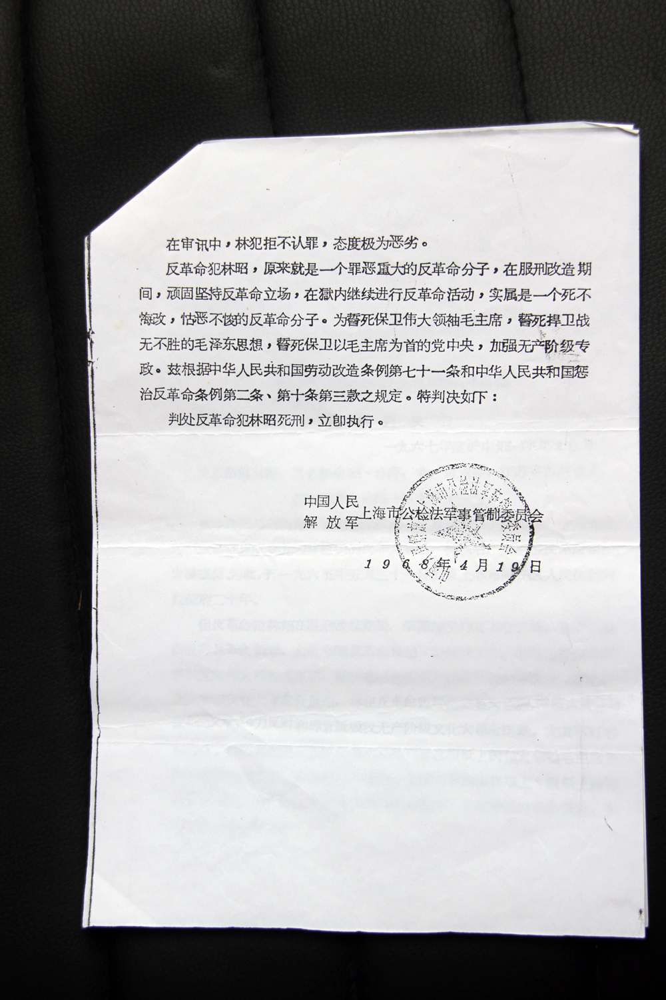 在审讯中，林犯拒不认罪，态度极为恶劣。
反革命犯林昭，原来就是一个罪恶重大的反革命分子，在服刑改造期
间，顽固坚持反革命立场，在獄内继续进行反革命活动，实属是一个死不
悔改，怙恶不悛的反革命分子。为誓死保卫伟大领袖毛主席，誓死捍卫战
无不胜的毛泽东思想，誓死保卫以毛主席为首的党中央，加强无产阶级专
政。兹根据中华人民共和国劳动改造条例第七十一条和中华人民共和国惩
治反革命条例第二条、第十条第三款之规定。特判决如下：
判处反革命犯林昭死刑，立即执行。
中国人民
解放军
上海市公检法军事管制委员会
1968年4月19日